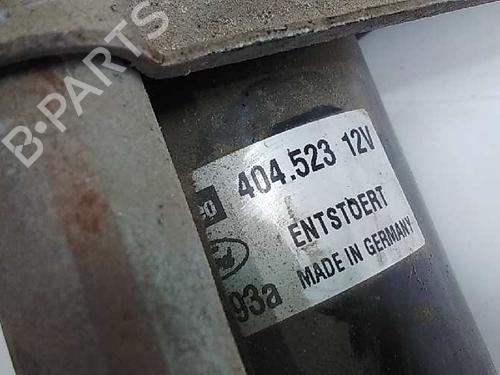 B-PARTS
404.523 12V
ENTSTOERT
MADE IN GERMANY
93a